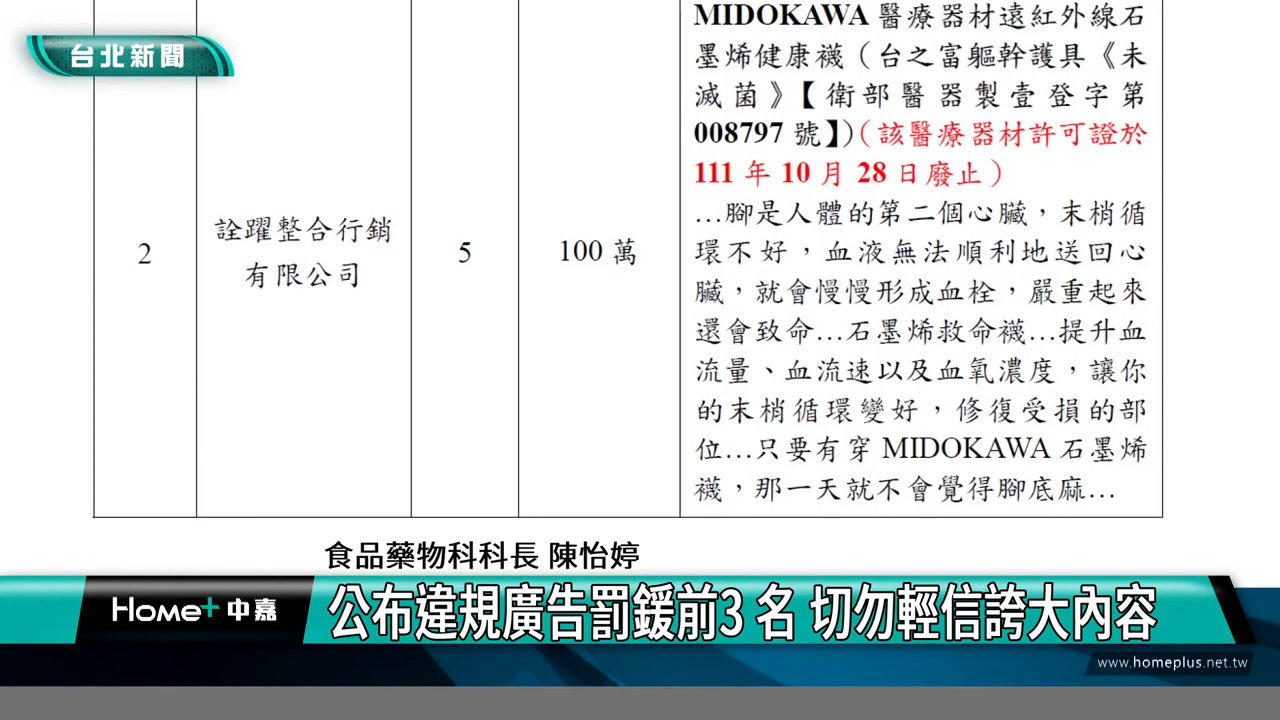 台北新聞
MIDOKAWA 醫療器材遠紅外線石
墨烯健康襪（台之富軀幹護具《未
滅菌》【衛部醫器製壹登字第
008797 號】)（該醫療器材許可證於
111 年 10 月 28 日廢止）
…腳是人體的第二個心臟，末梢循
環不好，血液無法順利地送回心
臟，就會慢慢形成血栓，嚴重起來
還會致命…石墨烯救命襪…提升血
流量、血流速以及血氧濃度，讓你
的末梢循環變好，修復受損的部
位…只要有穿 MIDOKAWA 石墨烯
襪，那一天就不會覺得腳底麻…
2
詮躍整合行銷
有限公司
5
100 萬
食品藥物科科長 陳怡婷
Home+ 中嘉
公布違規廣告罰鍰前3 名 切勿輕信誇大內容
www.homeplus.net.tw